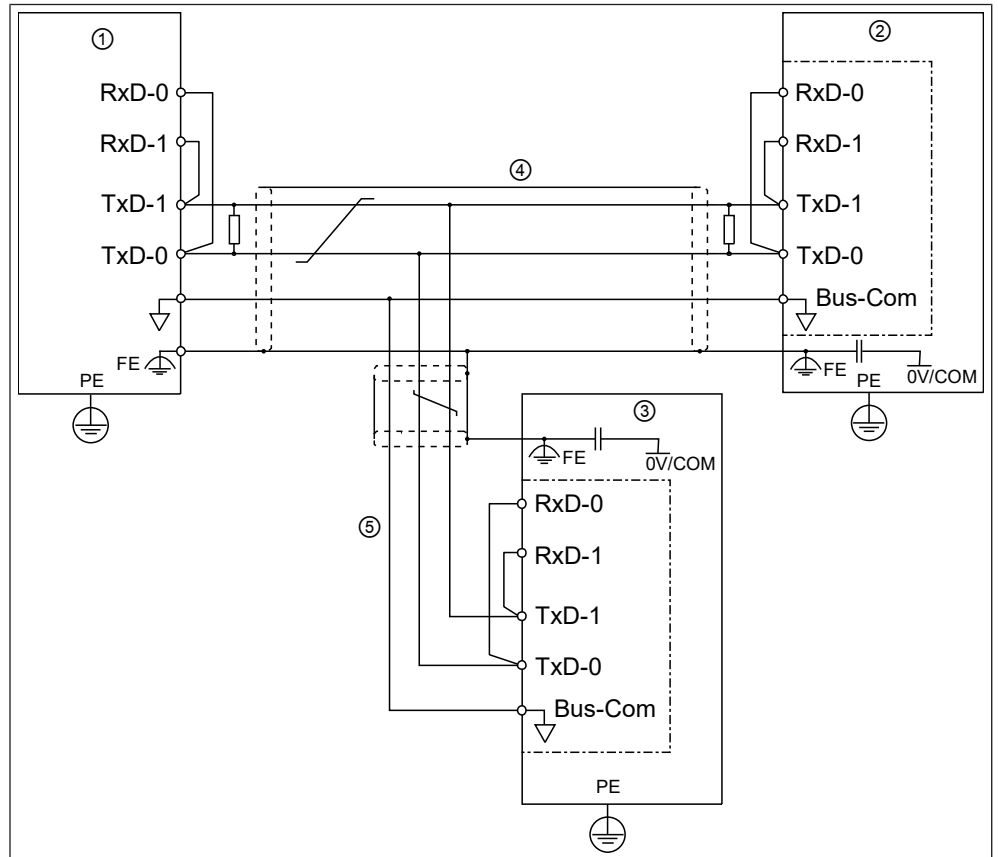 ①
RxD-0
RxD-1
TxD-1
TxD-0
FE
PE
④
②
RxD-0
RxD-1
TxD-1
TxD-0
Bus-Com
FE
0V/COM
PE
③
FE
0V/COM
⑤
RxD-0
RxD-1
TxD-1
TxD-0
Bus-Com
PE